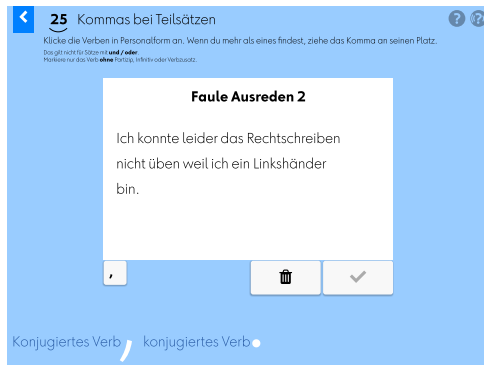 25 Kommas bei Teilsätzen
Klicke die Verben in Personalform an. Wenn du mehr als eines findest, ziehe das Komma an seinen Platz.
Das gilt nicht für Sätze mit und / oder.
Markiere nur das Verb ohne Partizip, Infinitiv oder Verbzusatz.
Faule Ausreden 2
Ich konnte leider das Rechtschreiben
nicht üben weil ich ein Linkshänder
bin.
,
Konjugiertes Verb, konjugiertes Verb.